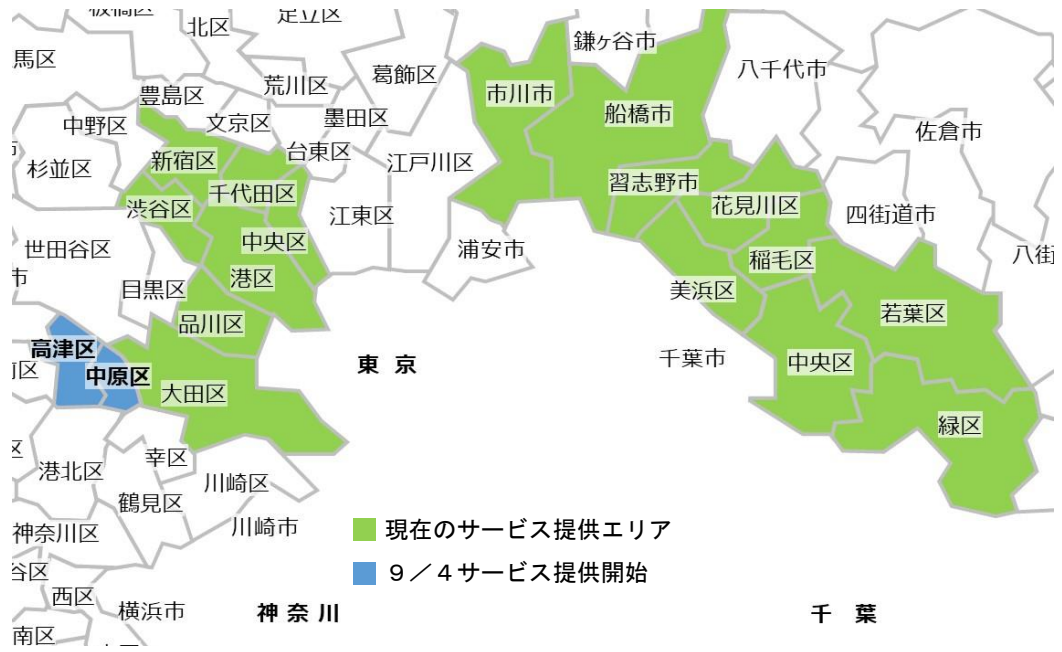 北区
足立区
馬区
鎌ヶ谷市
葛飾区
八千代市
荒川区
豊島区
市川市
墨田区
船橋市
文京区
中野区
佐倉市
台東区
新宿区
江戸川区
杉並区
習志野市
千代田区
花見川区
渋谷区
江東区
四街道市
中央区
世田谷区
浦安市
八街
稲毛区
市
港区
目黒区
美浜区
若葉区
品川区
高津区
東京
千葉市
中央区
中原区
大田区
緑区
幸区
港北区
川崎区
鶴見区
川崎市
神奈川区
現在のサービス提供エリア
9／4サービス提供開始
谷区
西区
横浜市
神奈川
千葉
南区